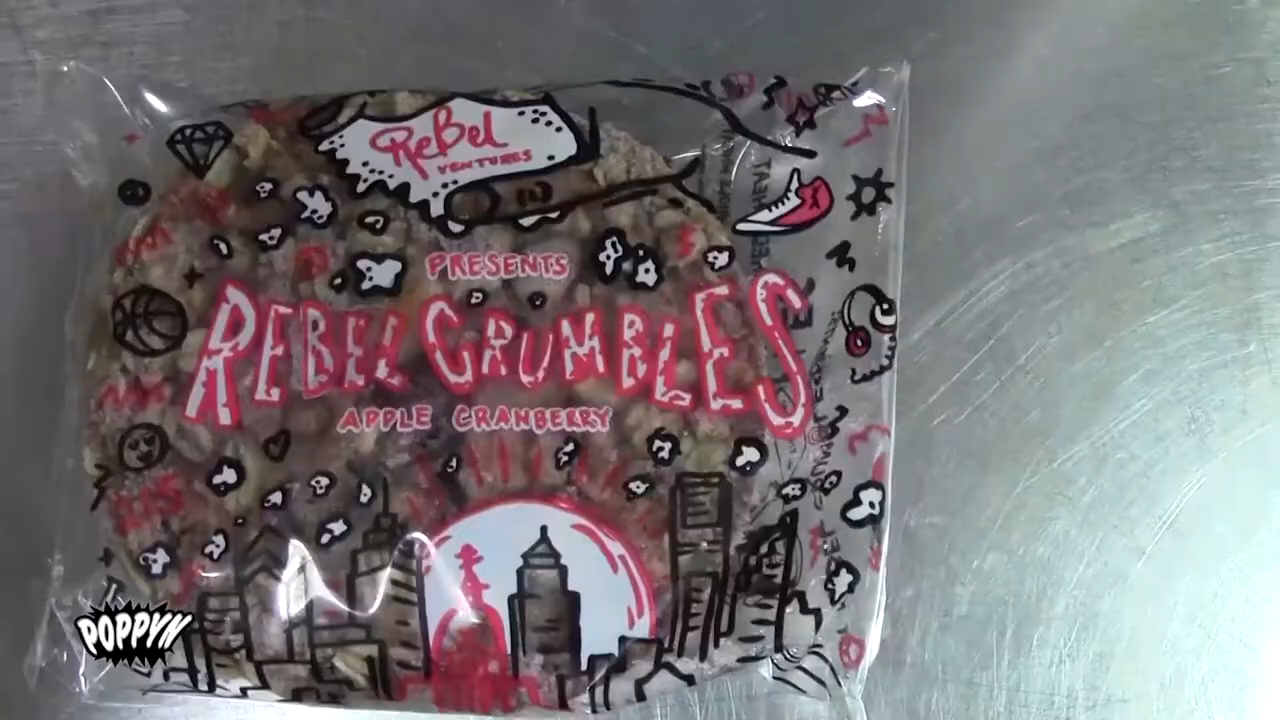 ReBel
VENTURES
PRESENTS
REBEL CRUMBLES
APPLE CRANBERRY
POPPYN